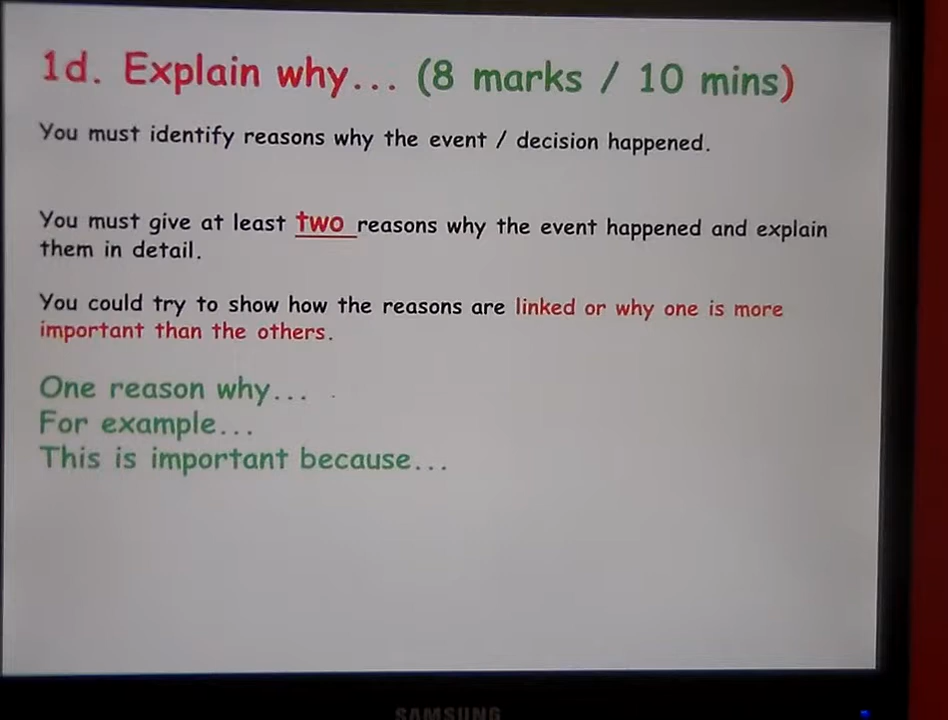 1d. Explain why... (8 marks / 10 mins)
You must identify reasons why the event / decision happened.
You must give at least two reasons why the event happened and explain
them in detail.
You could try to show how the reasons are linked or why one is more
important than the others.
One reason why...
For example...
This is important because...
SAMSUNG